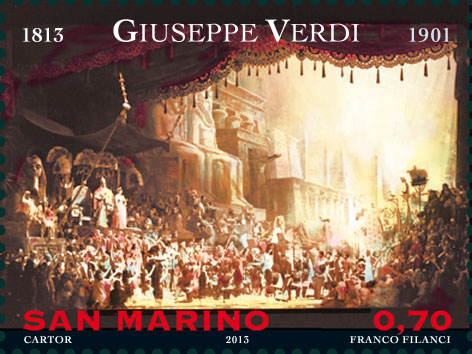 1813 GIUSEPPE VERDI 1901
SAN MARINO 0,70
CARTOR 2013 FRANCO FILANCI